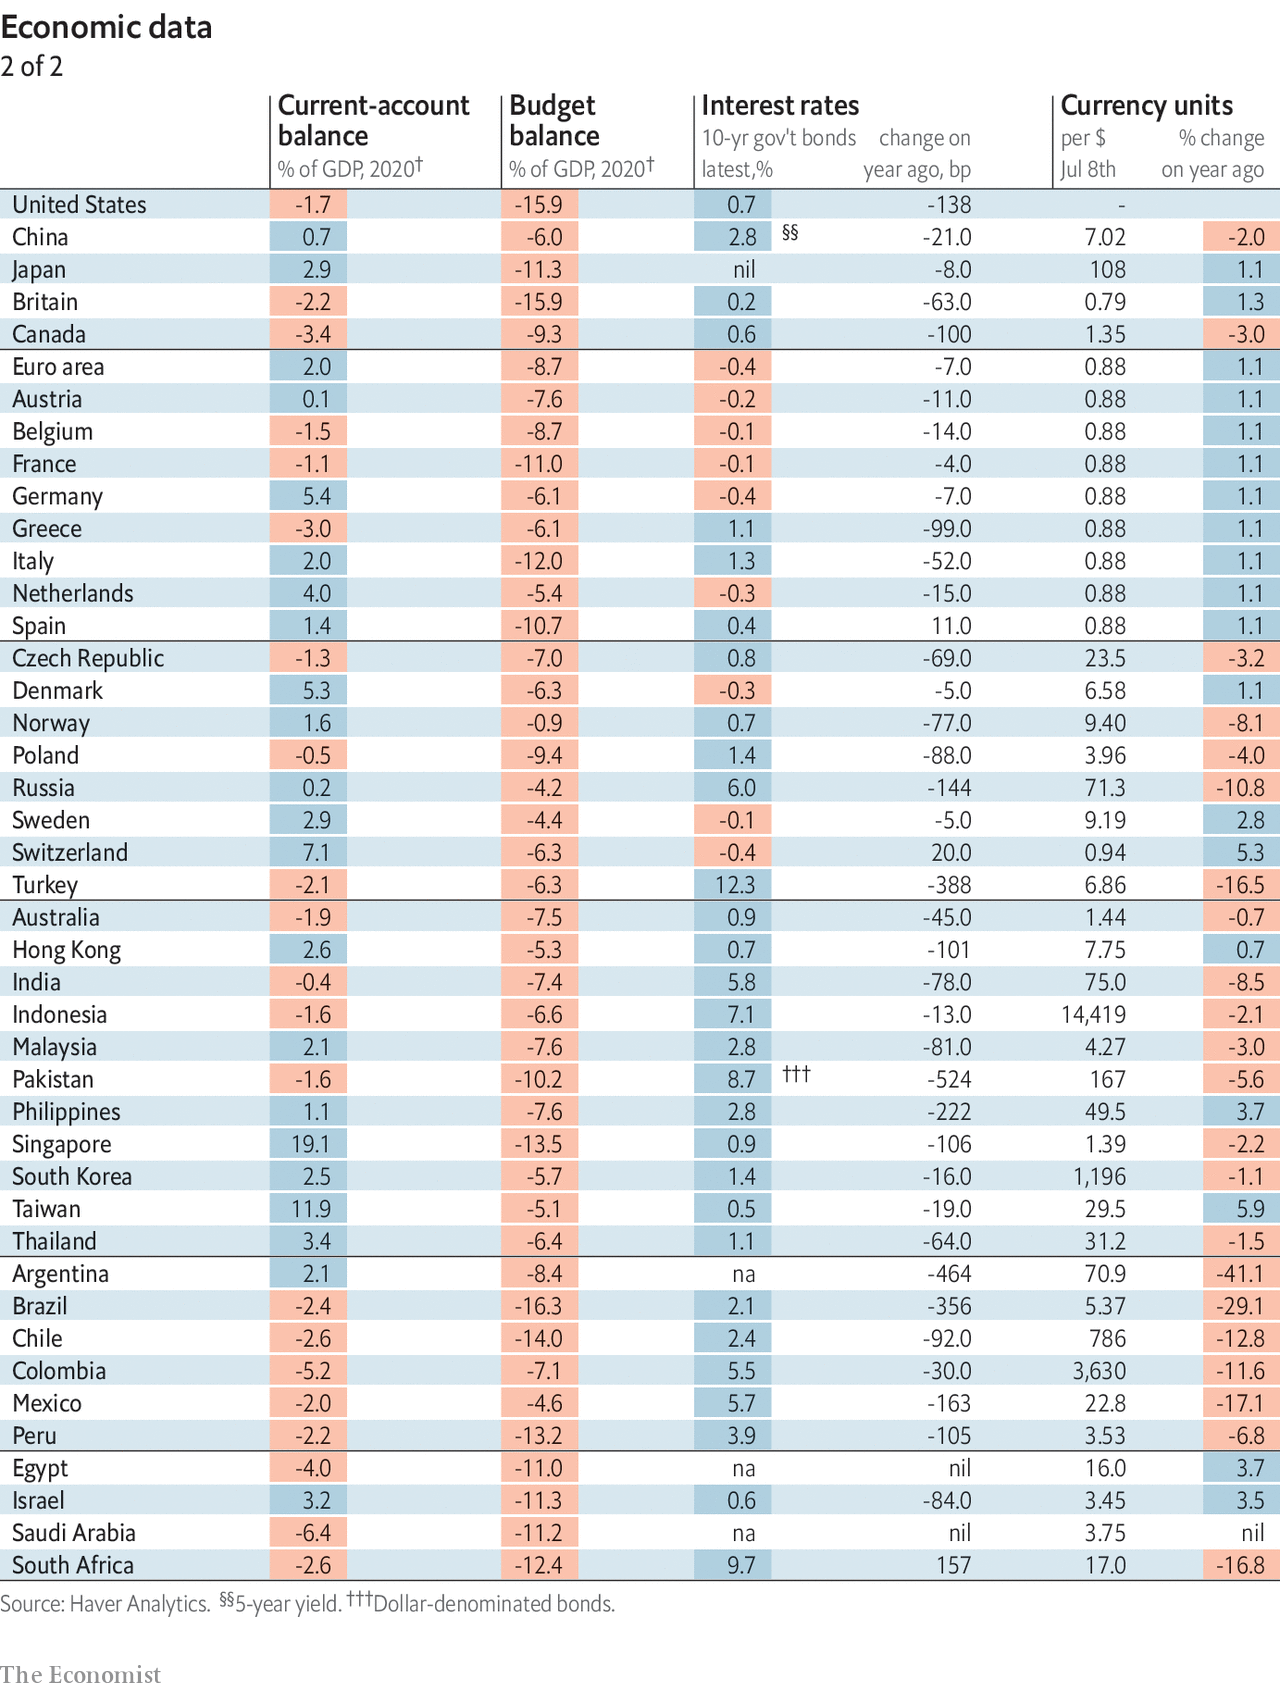 Economic data
2 of 2
Current-account balance % of GDP, 2020† Budget balance % of GDP, 2020† Interest rates 10-yr gov't bonds latest,% change on year ago, bp Currency units per $ Jul 8th % change on year ago
United States -1.7 -15.9 0.7 -138 -
China 0.7 -6.0 2.8 §§ -21.0 7.02 -2.0
Japan 2.9 -11.3 nil -8.0 108 1.1
Britain -2.2 -15.9 0.2 -63.0 0.79 1.3
Canada -3.4 -9.3 0.6 -100 1.35 -3.0
Euro area 2.0 -8.7 -0.4 -7.0 0.88 1.1
Austria 0.1 -7.6 -0.2 -11.0 0.88 1.1
Belgium -1.5 -8.7 -0.1 -14.0 0.88 1.1
France -1.1 -11.0 -0.1 -4.0 0.88 1.1
Germany 5.4 -6.1 -0.4 -7.0 0.88 1.1
Greece -3.0 -6.1 1.1 -99.0 0.88 1.1
Italy 2.0 -12.0 1.3 -52.0 0.88 1.1
Netherlands 4.0 -5.4 -0.3 -15.0 0.88 1.1
Spain 1.4 -10.7 0.4 11.0 0.88 1.1
Czech Republic -1.3 -7.0 0.8 -69.0 23.5 -3.2
Denmark 5.3 -6.3 -0.3 -5.0 6.58 1.1
Norway 1.6 -0.9 0.7 -77.0 9.40 -8.1
Poland -0.5 -9.4 1.4 -88.0 3.96 -4.0
Russia 0.2 -4.2 6.0 -144 71.3 -10.8
Sweden 2.9 -4.4 -0.1 -5.0 9.19 2.8
Switzerland 7.1 -6.3 -0.4 20.0 0.94 5.3
Turkey -2.1 -6.3 12.3 -388 6.86 -16.5
Australia -1.9 -7.5 0.9 -45.0 1.44 -0.7
Hong Kong 2.6 -5.3 0.7 -101 7.75 0.7
India -0.4 -7.4 5.8 -78.0 75.0 -8.5
Indonesia -1.6 -6.6 7.1 -13.0 14,419 -2.1
Malaysia 2.1 -7.6 2.8 -81.0 4.27 -3.0
Pakistan -1.6 -10.2 8.7 ††† -524 167 -5.6
Philippines 1.1 -7.6 2.8 -222 49.5 3.7
Singapore 19.1 -13.5 0.9 -106 1.39 -2.2
South Korea 2.5 -5.7 1.4 -16.0 1,196 -1.1
Taiwan 11.9 -5.1 0.5 -19.0 29.5 5.9
Thailand 3.4 -6.4 1.1 -64.0 31.2 -1.5
Argentina 2.1 -8.4 na -464 70.9 -41.1
Brazil -2.4 -16.3 2.1 -356 5.37 -29.1
Chile -2.6 -14.0 2.4 -92.0 786 -12.8
Colombia -5.2 -7.1 5.5 -30.0 3,630 -11.6
Mexico -2.0 -4.6 5.7 -163 22.8 -17.1
Peru -2.2 -13.2 3.9 -105 3.53 -6.8
Egypt -4.0 -11.0 na nil 16.0 3.7
Israel 3.2 -11.3 0.6 -84.0 3.45 3.5
Saudi Arabia -6.4 -11.2 na nil 3.75 nil
South Africa -2.6 -12.4 9.7 157 17.0 -16.8
Source: Haver Analytics. §§5-year yield. †††Dollar-denominated bonds.
The Economist